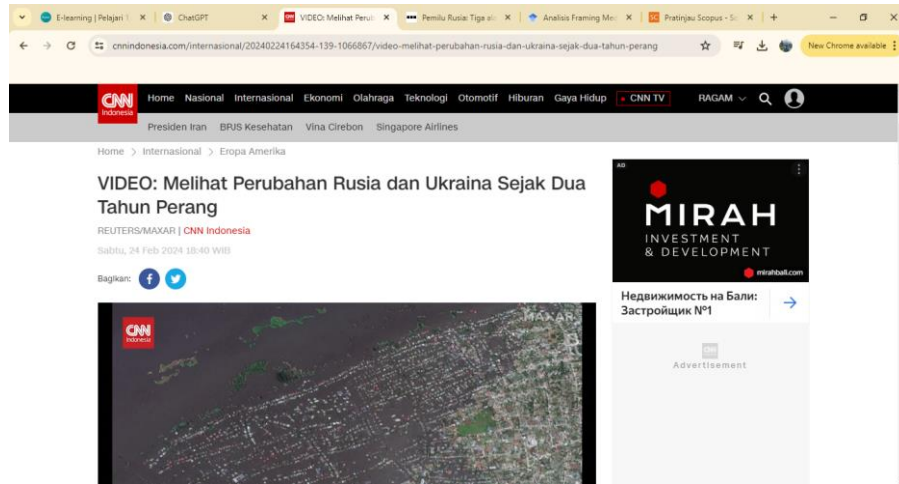 E-learning | Pelajari
ChatGPT
VIDEO: Melihat Perub
Pemilu Rusia: Tiga ala
Analisis Framing Med
SC Pratinjau Scopus - Sc
cnnindonesia.com/internasional/20240224164354-139-1066867/video-melihat-perubahan-rusia-dan-ukraina-sejak-dua-tahun-perang
New Chrome available
CNN Indonesia
Home Nasional Internasional Ekonomi Olahraga Teknologi Otomotif Hiburan Gaya Hidup CNN TV RAGAM
Presiden Iran BPJS Kesehatan Vina Cirebon Singapore Airlines
Home > Internasional > Eropa Amerika
VIDEO: Melihat Perubahan Rusia dan Ukraina Sejak Dua
Tahun Perang
REUTERS/MAXAR | CNN Indonesia
Sabtu, 24 Feb 2024 18:40 WIB
Bagikan:
CNN
Indonesia
MAXAR
AD
MIRAH
INVESTMENT
& DEVELOPMENT
mirahbali.com
Недвижимость на Бали:
Застройщик №1
CNN
Advertisement